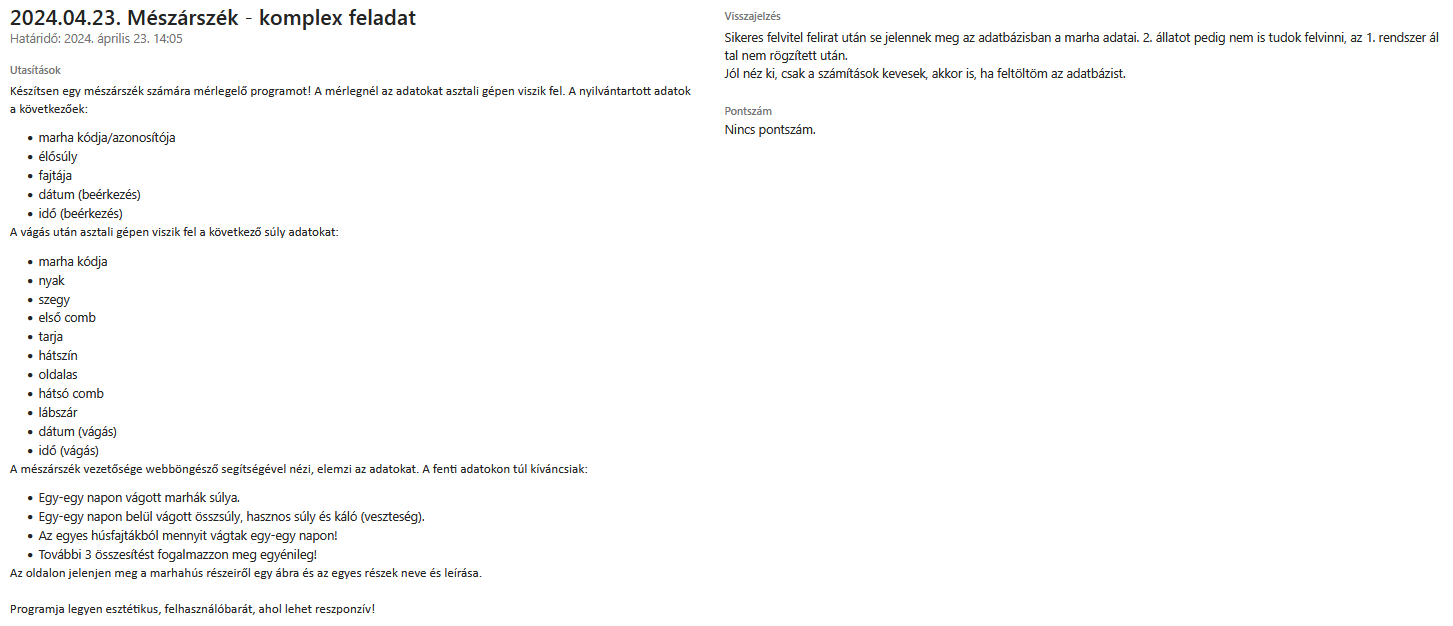 2024.04.23. Mészárszék - komplex feladat
Határidő: 2024. április 23. 14:05
Utasítások
Készítsen egy mészárszék számára mérlegelő programot! A mérlegnél az adatokat asztali gépen viszik fel. A nyilvántartott adatok
a következőek:
• marha kódja/azonosítója
• élősúly
• fajtája
• dátum (beérkezés)
• idő (beérkezés)
A vágás után asztali gépen viszik fel a következő súly adatokat:
• marha kódja
• nyak
• szegy
• első comb
• tarja
• hátszín
• oldalas
• hátsó comb
• lábszár
• dátum (vágás)
• idő (vágás)
A mészárszék vezetősége webböngésző segítségével nézi, elemzi az adatokat. A fenti adatokon túl kíváncsiak:
• Egy-egy napon vágott marhák súlya.
• Egy-egy napon belül vágott összsúly, hasznos súly és káló (veszteség).
• Az egyes húsfajtákból mennyit vágtak egy-egy napon!
• További 3 összesítést fogalmazzon meg egyénileg!
Az oldalon jelenjen meg a marhahús részeiről egy ábra és az egyes részek neve és leírása.
Programja legyen esztétikus, felhasználóbarát, ahol lehet reszponzív!
Visszajelzés
Sikeres felvitel felirat után se jelennek meg az adatbázisban a marha adatai. 2. állatot pedig nem is tudok felvinni, az 1. rendszer ál
tal nem rögzített után.
Jól néz ki, csak a számítások kevesek, akkor is, ha feltöltöm az adatbázist.
Pontszám
Nincs pontszám.